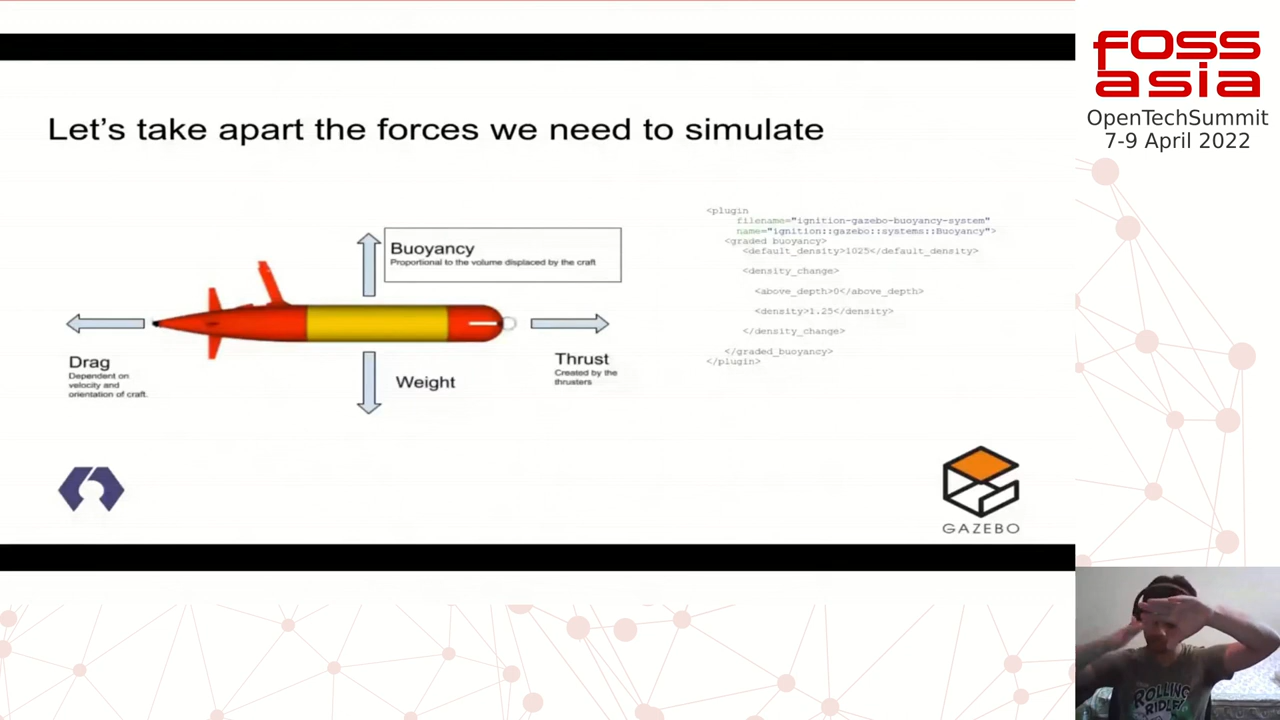 foss
asia
OpenTechSummit
7-9 April 2022
Let's take apart the forces we need to simulate
Buoyancy
Proportional to the volume displaced by the craft
Drag
Dependent on
velocity and
orientation of craft.
Weight
Thrust
Created by the
thrusters
<plugin
filename="ignition-gazebo-buoyancy-system"
name="ignition::gazebo::systems::Buoyancy">
<graded_buoyancy>
<default_density>1025</default_density>
<density_change>
<above_depth>0</above_depth>
<density>1.25</density>
</density_change>
</graded_buoyancy>
</plugin>
GAZEBO
ROLLING
RIDLEY